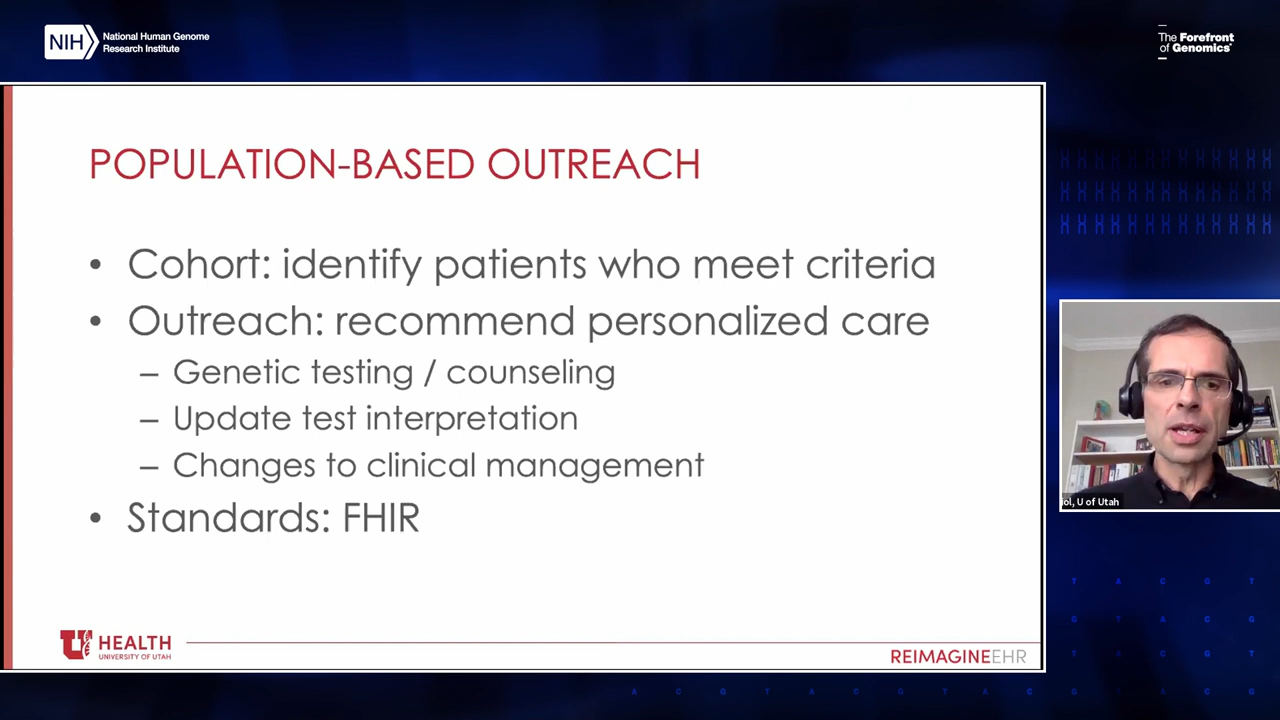 NIH
National Human Genome
Research Institute
The Forefront
of Genomics®
POPULATION-BASED OUTREACH
• Cohort: identify patients who meet criteria
• Outreach: recommend personalized care
– Genetic testing / counseling
– Update test interpretation
– Changes to clinical management
• Standards: FHIR
iol, U of Utah
U HEALTH
UNIVERSITY OF UTAH
REIMAGINEEHR
T A C G T
G T A C G
T A C G T
A C G T A C G T A C G T A C G